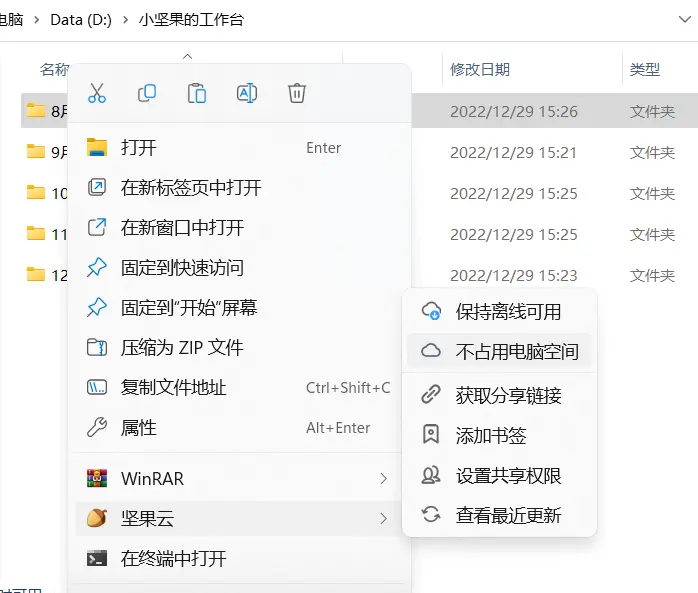 电脑 › Data (D:) › 小坚果的工作台
名称 修改日期 类型
8月 2022/12/29 15:26 文件夹
9月 2022/12/29 15:21 文件夹
10 2022/12/29 15:25 文件夹
11 2022/12/29 15:25 文件夹
12 2022/12/29 15:23 文件夹
打开 Enter
在新标签页中打开
在新窗口中打开
固定到快速访问
固定到"开始"屏幕
压缩为 ZIP 文件
复制文件地址 Ctrl+Shift+C
属性 Alt+Enter
WinRAR
坚果云
在终端中打开
保持离线可用
不占用电脑空间
获取分享链接
添加书签
设置共享权限
查看最近更新